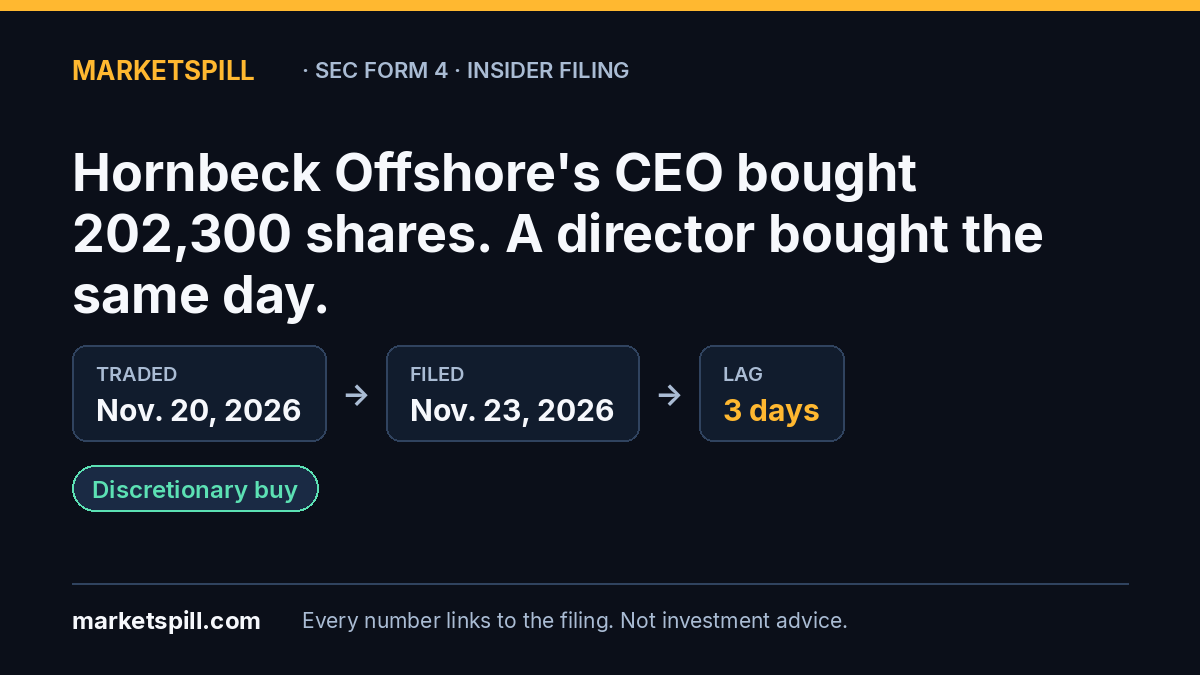 MARKETSPILL · SEC FORM 4 · INSIDER FILING
Hornbeck Offshore's CEO bought
202,300 shares. A director bought the
same day.
TRADED → FILED → LAG
Nov. 20, 2026 Nov. 23, 2026 3 days
Discretionary buy
marketspill.com Every number links to the filing. Not investment advice.